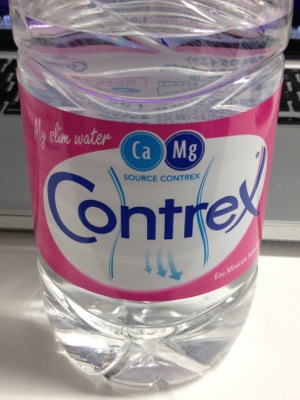 My slim water
Ca Mg
SOURCE CONTREX
Contrex
Eau Minérale